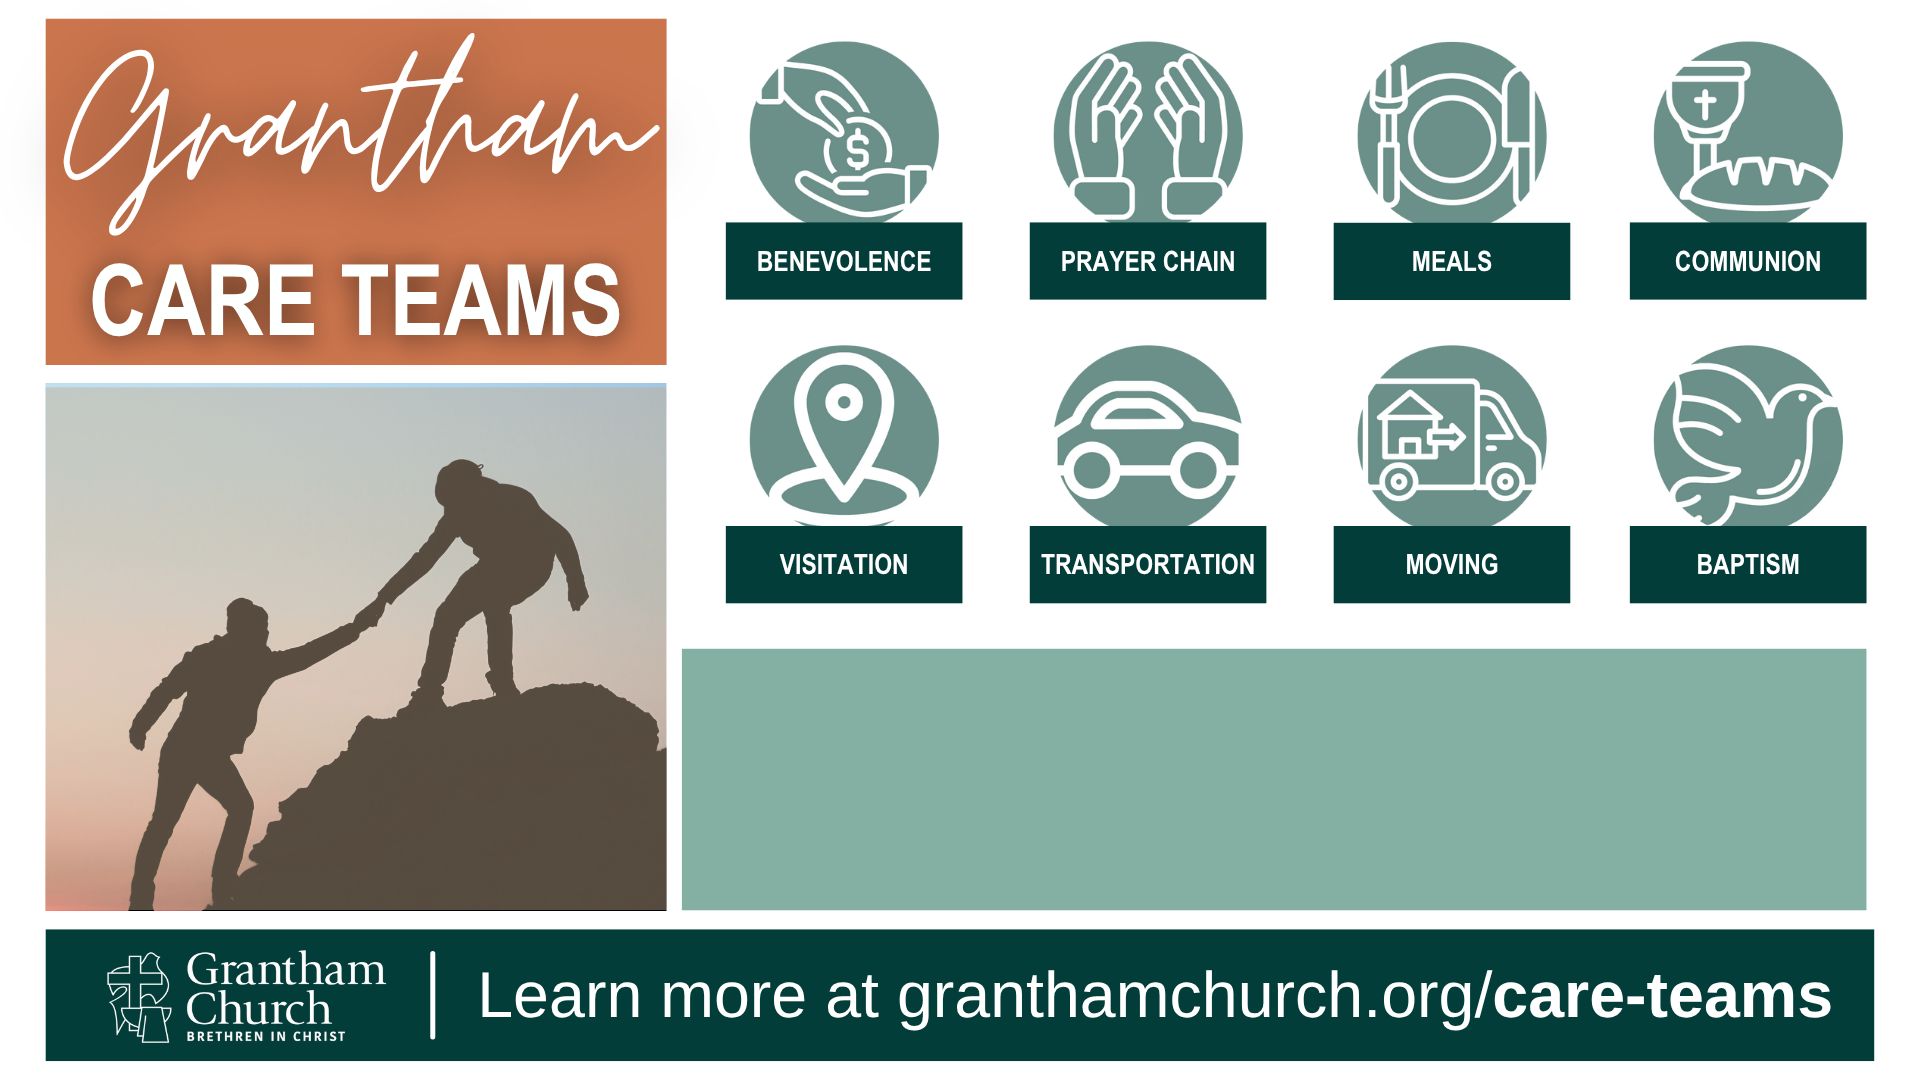 Grantham
CARE TEAMS
$
BENEVOLENCE
PRAYER CHAIN
MEALS
COMMUNION
VISITATION
TRANSPORTATION
MOVING
BAPTISM
Grantham
Church
BRETHREN IN CHRIST
Learn more at granthamchurch.org/care-teams